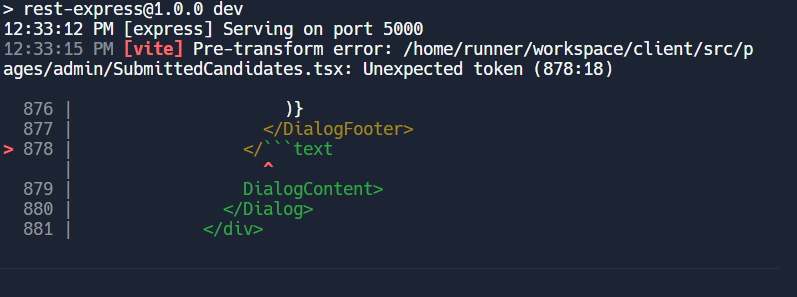 > rest-express@1.0.0 dev
12:33:12 PM [express] Serving on port 5000
12:33:15 PM [vite] Pre-transform error: /home/runner/workspace/client/src/p
ages/admin/SubmittedCandidates.tsx: Unexpected token (878:18)
  876 |                     )}
  877 |                   </DialogFooter>
> 878 |                 </```text
      |                   ^
  879 |                 DialogContent>
  880 |               </Dialog>
  881 |             </div>